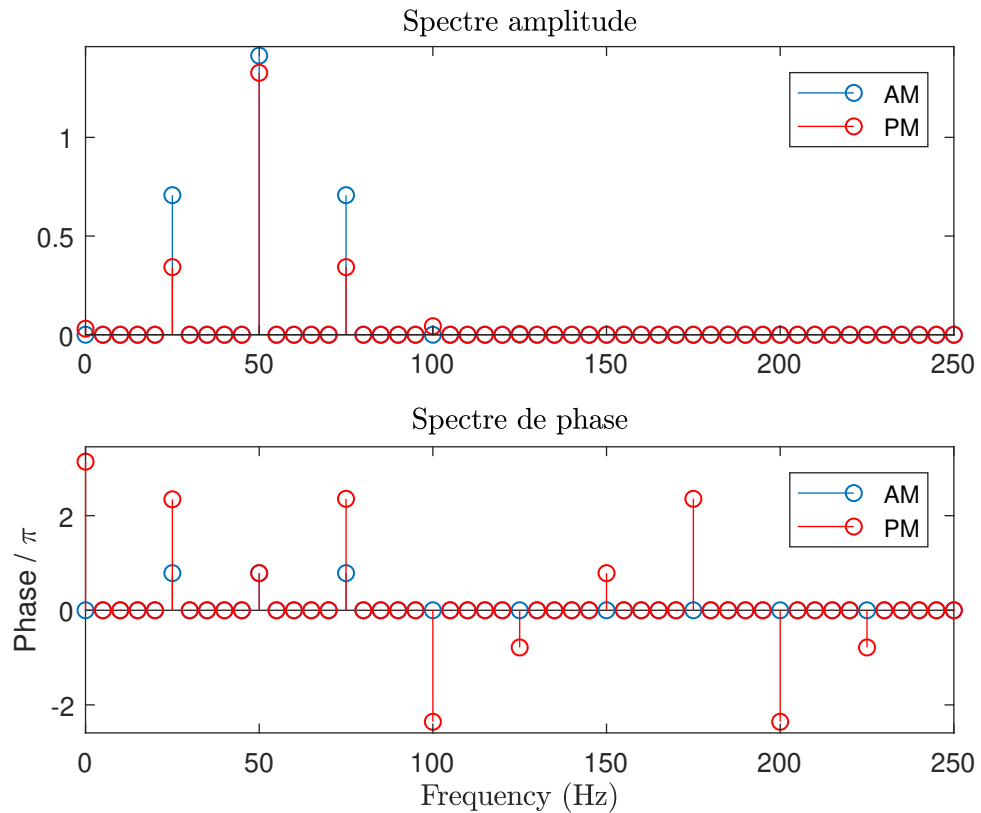 Spectre amplitude
1
0.5
0
AM
PM
0 50 100 150 200 250
Spectre de phase
Phase / π
2
0
-2
AM
PM
0 50 100 150 200 250
Frequency (Hz)